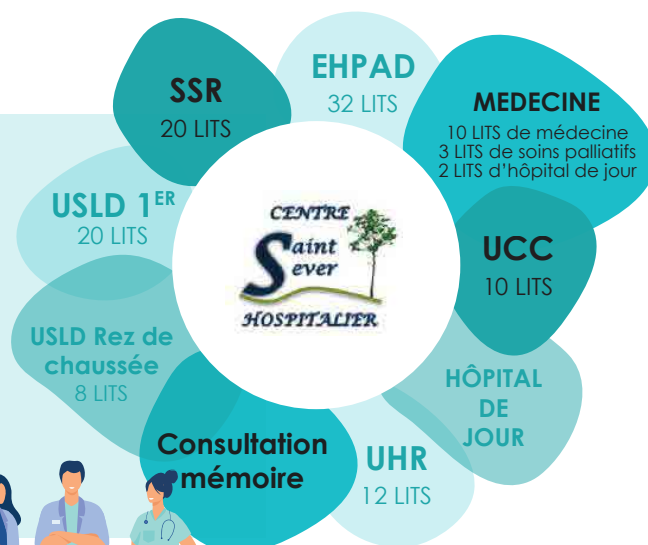 EHPAD
32 LITS
SSR
20 LITS
MEDECINE
10 LITS de médecine
3 LITS de soins palliatifs
2 LITS d'hôpital de jour
USLD 1ER
20 LITS
CENTRE
Saint
Sever
HOSPITALIER
UCC
10 LITS
USLD Rez de
chaussée
8 LITS
HÔPITAL
DE
JOUR
Consultation
mémoire
UHR
12 LITS